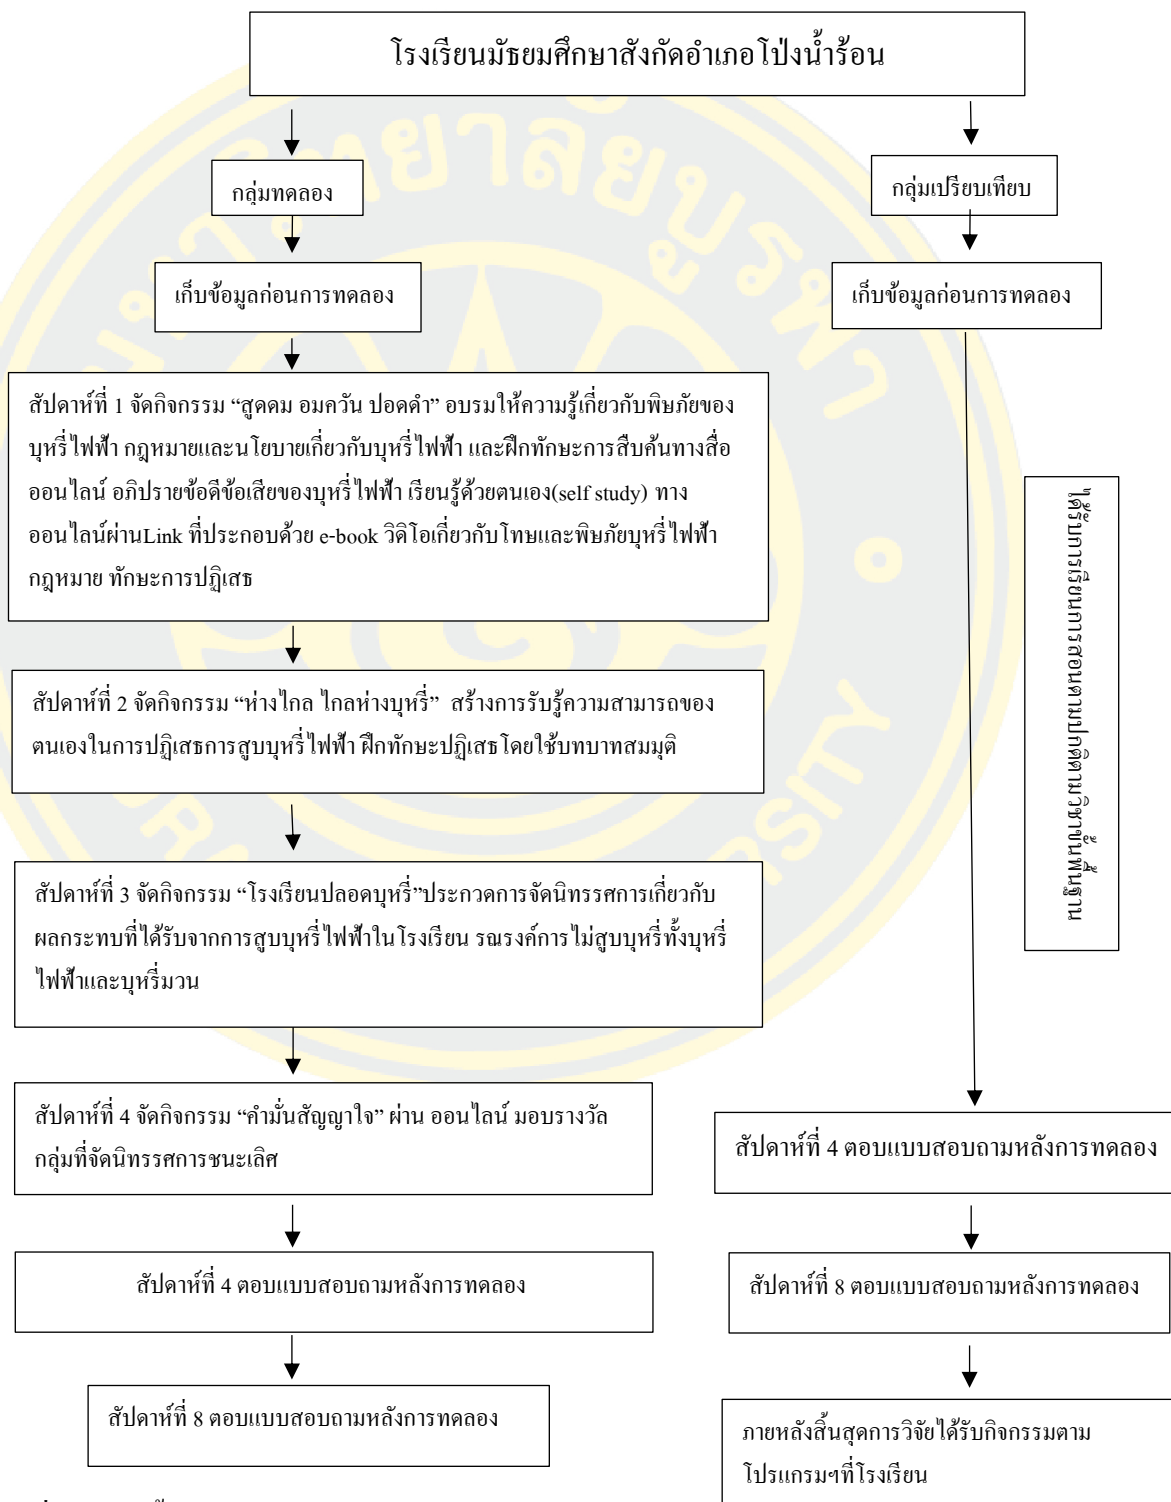 โรงเรียนมัธยมศึกษาสังกัดอำเภอโป่งน้ำร้อน
กลุ่มทดลอง
เก็บข้อมูลก่อนการทดลอง
สัปดาห์ที่ 1 จัดกิจกรรม “สูดดม อมควัน ปอดดำ” อบรมให้ความรู้เกี่ยวกับพิษภัยของ
บุหรี่ไฟฟ้า กฎหมายและนโยบายเกี่ยวกับบุหรี่ไฟฟ้า และฝึกทักษะการสืบค้นทางสื่อ
ออนไลน์ อภิปรายข้อดีข้อเสียของบุหรี่ไฟฟ้า เรียนรู้ด้วยตนเอง(self study) ทาง
ออนไลน์ผ่านLink ที่ประกอบด้วย e-book วิดิโอเกี่ยวกับโทษและพิษภัยบุหรี่ไฟฟ้า
กฎหมาย ทักษะการปฏิเสธ
สัปดาห์ที่ 2 จัดกิจกรรม “ห่างไกล ไกลห่างบุหรี่” สร้างการรับรู้ความสามารถของ
ตนเองในการปฏิเสธการสูบบุหรี่ไฟฟ้า ฝึกทักษะปฏิเสธโดยใช้บทบาทสมมุติ
สัปดาห์ที่ 3 จัดกิจกรรม “โรงเรียนปลอดบุหรี่”ประกวดการจัดนิทรรศการเกี่ยวกับ
ผลกระทบที่ได้รับจากการสูบบุหรี่ไฟฟ้าในโรงเรียน รณรงค์การไม่สูบบุหรี่ทั้งบุหรี่
ไฟฟ้าและบุหรี่มวน
สัปดาห์ที่ 4 จัดกิจกรรม “คำมั่นสัญญาใจ” ผ่าน ออนไลน์ มอบรางวัล
กลุ่มที่จัดนิทรรศการชนะเลิศ
สัปดาห์ที่ 4 ตอบแบบสอบถามหลังการทดลอง
สัปดาห์ที่ 8 ตอบแบบสอบถามหลังการทดลอง
กลุ่มเปรียบเทียบ
เก็บข้อมูลก่อนการทดลอง
ได้รับการเรียนการสอนตามปกติตามวิชาขั้นพื้นฐาน
สัปดาห์ที่ 4 ตอบแบบสอบถามหลังการทดลอง
สัปดาห์ที่ 8 ตอบแบบสอบถามหลังการทดลอง
ภายหลังสิ้นสุดการวิจัยได้รับกิจกรรมตาม
โปรแกรมฯที่โรงเรียน
มหาวิทยาลัยบูรพา